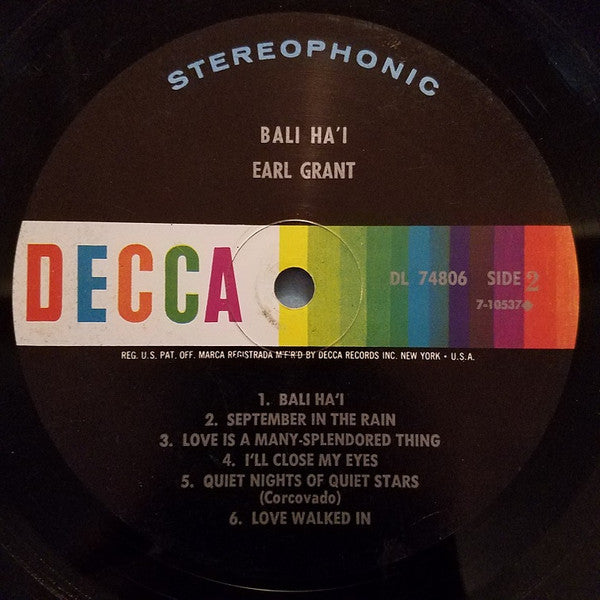 STEREOPHONIC
BALI HA'I
EARL GRANT
DECCA
DL 74806 SIDE 2
7-10537
REG. U.S. PAT. OFF. MARCA REGISTRADA M'F'R'D BY DECCA RECORDS INC. NEW YORK • U.S.A.
1. BALI HA'I
2. SEPTEMBER IN THE RAIN
3. LOVE IS A MANY-SPLENDORED THING
4. I'LL CLOSE MY EYES
5. QUIET NIGHTS OF QUIET STARS
(Corcovado)
6. LOVE WALKED IN